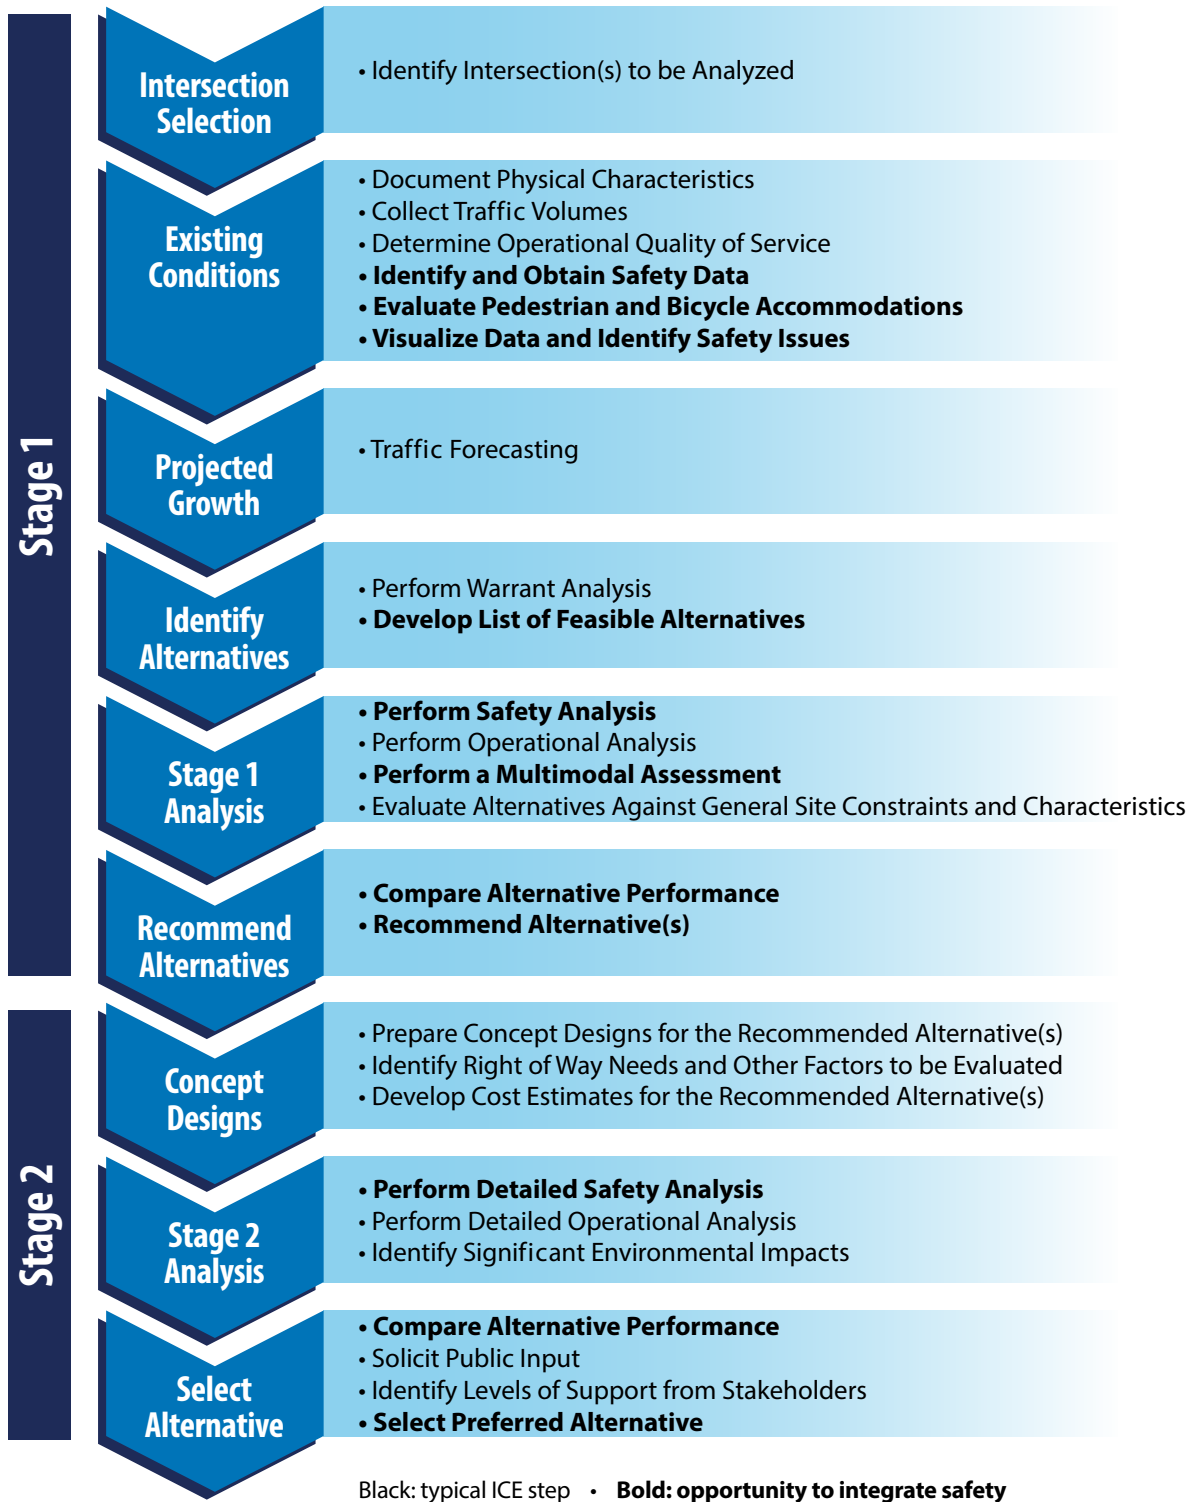 Stage 1
Intersection
Selection
• Identify Intersection(s) to be Analyzed
Existing
Conditions
• Document Physical Characteristics
• Collect Traffic Volumes
• Determine Operational Quality of Service
• Identify and Obtain Safety Data
• Evaluate Pedestrian and Bicycle Accommodations
• Visualize Data and Identify Safety Issues
Projected
Growth
• Traffic Forecasting
Identify
Alternatives
• Perform Warrant Analysis
• Develop List of Feasible Alternatives
Stage 1
Analysis
• Perform Safety Analysis
• Perform Operational Analysis
• Perform a Multimodal Assessment
• Evaluate Alternatives Against General Site Constraints and Characteristics
Recommend
Alternatives
• Compare Alternative Performance
• Recommend Alternative(s)
Stage 2
Concept
Designs
• Prepare Concept Designs for the Recommended Alternative(s)
• Identify Right of Way Needs and Other Factors to be Evaluated
• Develop Cost Estimates for the Recommended Alternative(s)
Stage 2
Analysis
• Perform Detailed Safety Analysis
• Perform Detailed Operational Analysis
• Identify Significant Environmental Impacts
Select
Alternative
• Compare Alternative Performance
• Solicit Public Input
• Identify Levels of Support from Stakeholders
• Select Preferred Alternative
Black: typical ICE step • Bold: opportunity to integrate safety